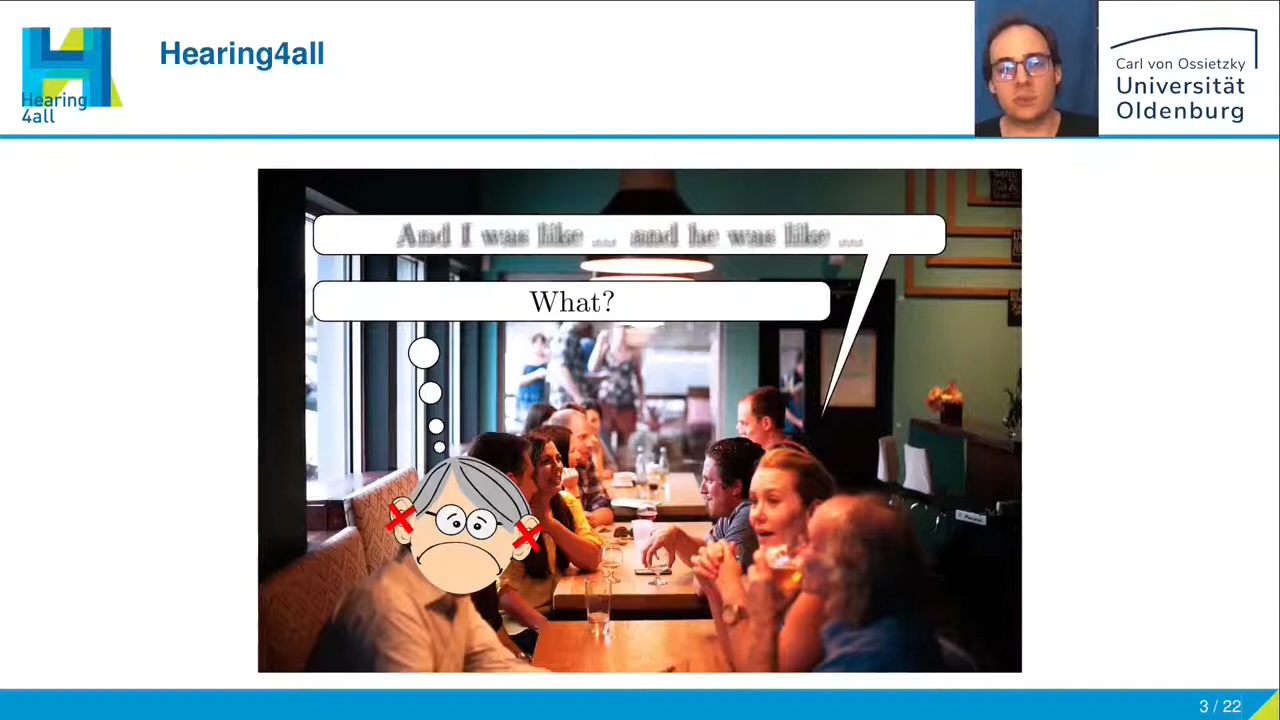 Hearing4all
Hearing
4all
Carl von Ossietzky
Universität
Oldenburg
And I was like ... and he was like ...
What?
3 / 22